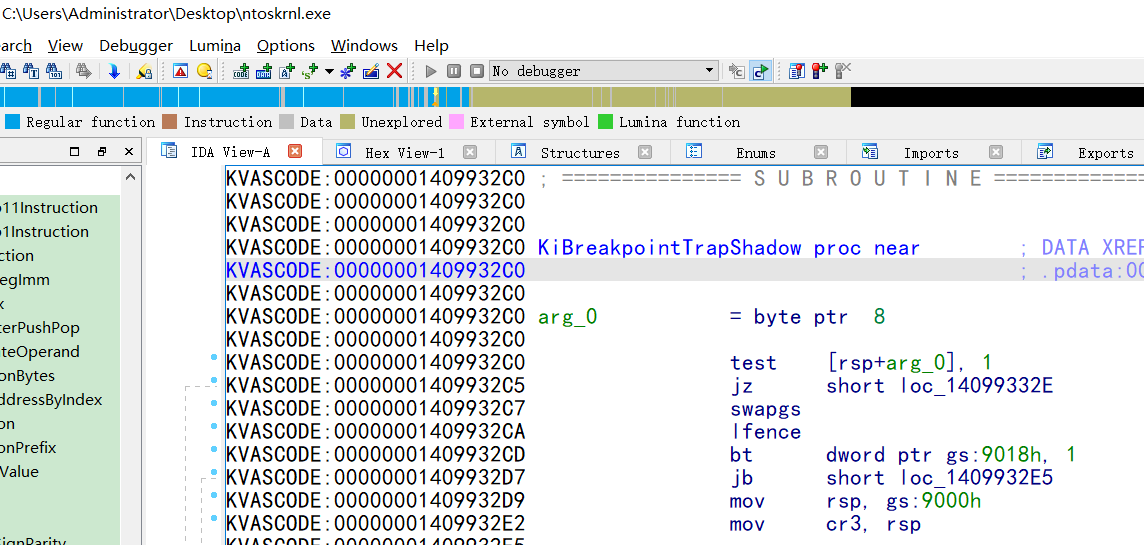 C:\Users\Administrator\Desktop\ntoskrnl.exe
arch View Debugger Lumina Options Windows Help
No debugger
Regular function Instruction Data Unexplored External symbol Lumina function
IDA View-A Hex View-1 Structures Enums Imports Exports
KVASCODE:00000001409932C0 ; =============== S U B R O U T I N E ===============
KVASCODE:00000001409932C0
KVASCODE:00000001409932C0
KVASCODE:00000001409932C0 KiBreakpointTrapShadow proc near ; DATA XREF
KVASCODE:00000001409932C0 ; .pdata:00
KVASCODE:00000001409932C0
KVASCODE:00000001409932C0 arg_0 = byte ptr 8
KVASCODE:00000001409932C0
KVASCODE:00000001409932C0 test [rsp+arg_0], 1
KVASCODE:00000001409932C5 jz short loc_14099332E
KVASCODE:00000001409932C7 swapgs
KVASCODE:00000001409932CA lfence
KVASCODE:00000001409932CD bt dword ptr gs:9018h, 1
KVASCODE:00000001409932D7 jb short loc_1409932E5
KVASCODE:00000001409932D9 mov rsp, gs:9000h
KVASCODE:00000001409932E2 mov cr3, rsp
KVASCODE:00000001409932E5
o11Instruction
o1Instruction
ction
egImm
x
terPushPop
ateOperand
onBytes
ddressByIndex
on
onPrefix
Value
SignParity